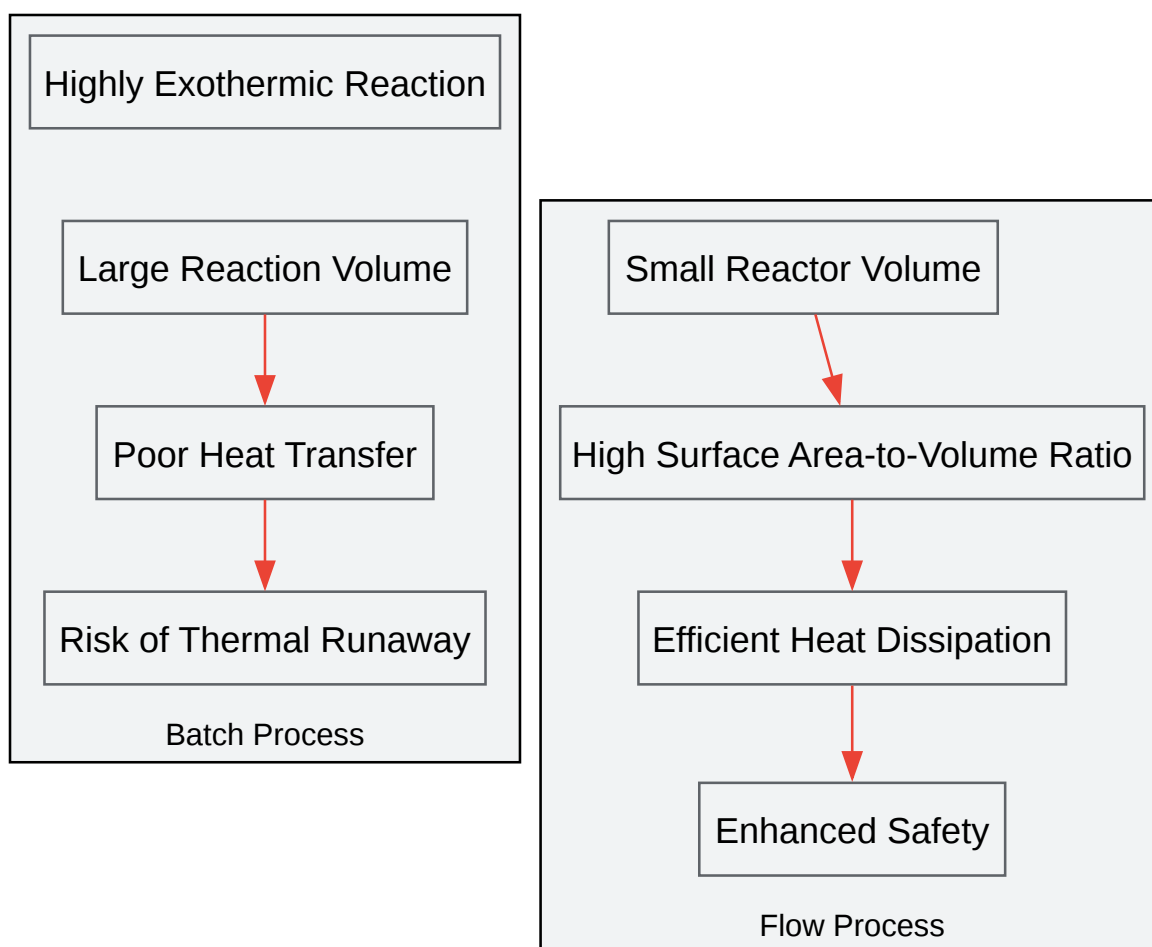 Highly Exothermic Reaction
Large Reaction Volume
Poor Heat Transfer
Risk of Thermal Runaway
Batch Process
Small Reactor Volume
High Surface Area-to-Volume Ratio
Efficient Heat Dissipation
Enhanced Safety
Flow Process